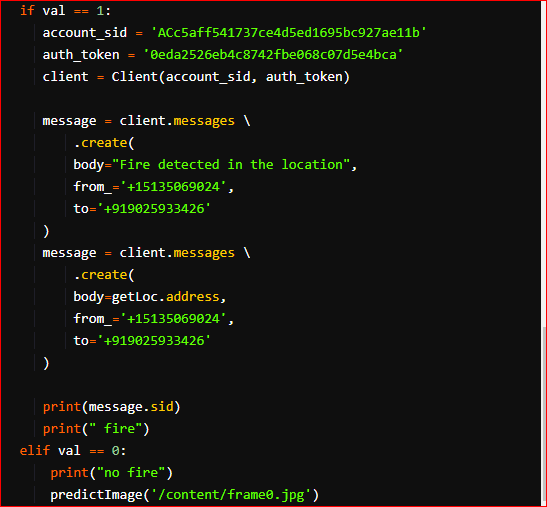 if val == 1:
account_sid = 'ACc5aff541737ce4d5ed1695bc927ae11b'
auth_token = '0eda2526eb4c8742fbe068c07d5e4bca'
client = Client(account_sid, auth_token)
message = client.messages \
.create(
body="Fire detected in the location",
from_='+15135069024',
to='+919025933426'
)
message = client.messages \
.create(
body=getLoc.address,
from_='+15135069024',
to='+919025933426'
)
print(message.sid)
print(" fire")
elif val == 0:
print("no fire")
predictImage('/content/frame0.jpg')